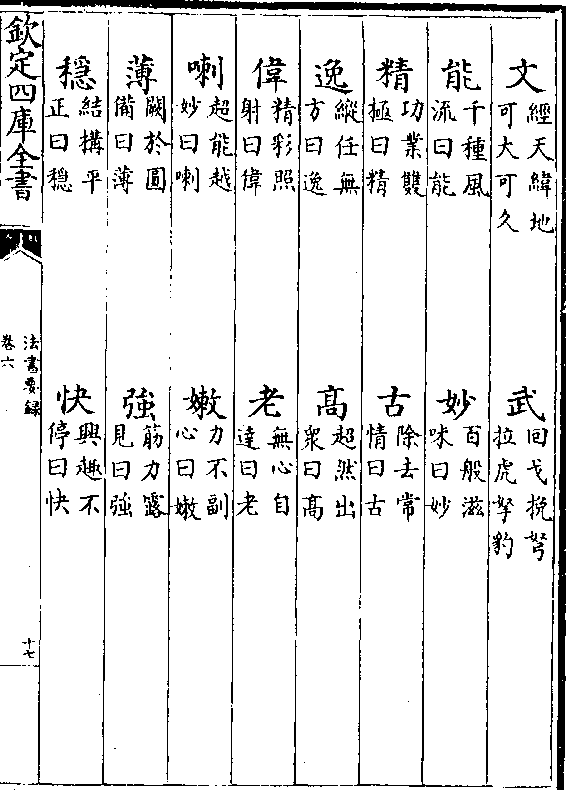 文 經天緯地可大可久 武 回戈挽弩拉虎拏豹
能 千種風流曰能 妙 百般滋味曰妙
精 功業雙極曰精 古 除去常情曰古
逸 縱任無方曰逸 髙 超然出衆曰髙
偉 精彩照射曰偉 老 無心自達曰老
喇 超能越妙曰喇 嫩 力不副心曰嫩
薄 闕於圓備曰薄 強 筋力露見曰強
穩 結構平正曰穏 快 興趣不停曰快
欽定四庫全書
法書要録
卷六
十七